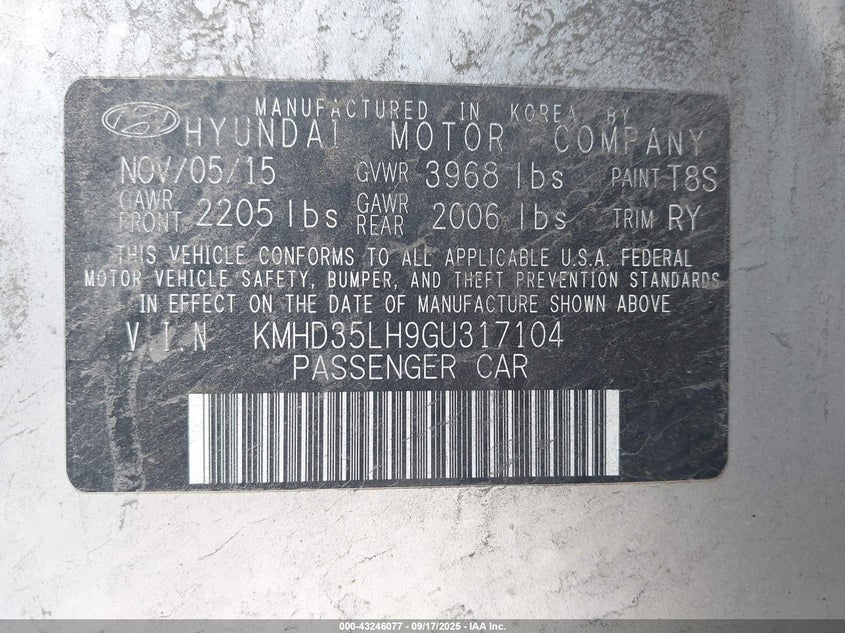 MANUFACTURED IN KOREA BY
HYUNDAI MOTOR COMPANY
NOV/05/15 GVWR 3968 lbs PAINT T8S
GAWR FRONT 2205 lbs GAWR REAR 2006 lbs TRIM RY
THIS VEHICLE CONFORMS TO ALL APPLICABLE U.S.A. FEDERAL
MOTOR VEHICLE SAFETY, BUMPER, AND THEFT PREVENTION STANDARDS
IN EFFECT ON THE DATE OF MANUFACTURE SHOWN ABOVE
V.I.N KMHD35LH9GU317104
PASSENGER CAR
000-43246077 - 09/17/2025 - IAA Inc.